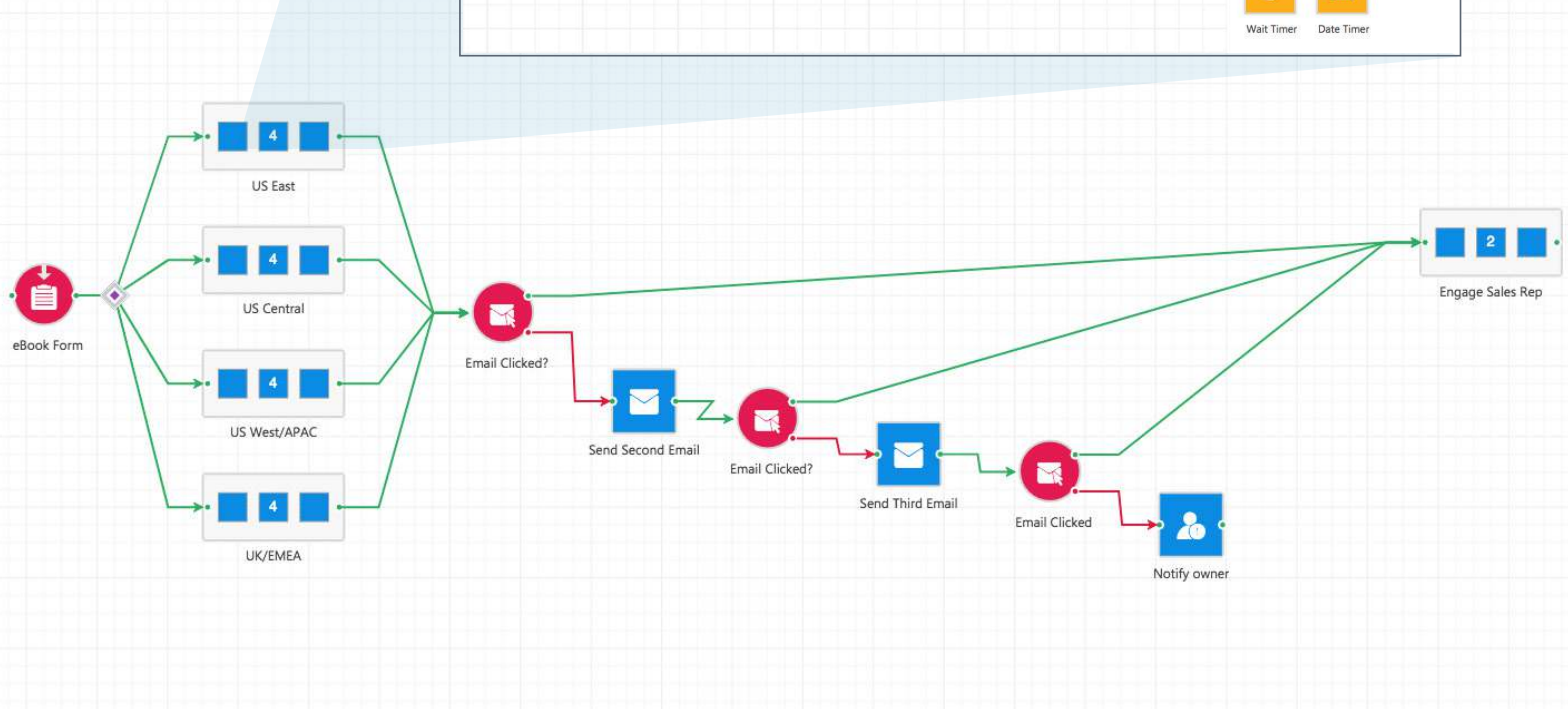 Wait Timer
Date Timer
4
US East
4
US Central
eBook Form
4
US West/APAC
4
UK/EMEA
Email Clicked?
Send Second Email
Email Clicked?
Send Third Email
Email Clicked
Notify owner
2
Engage Sales Rep